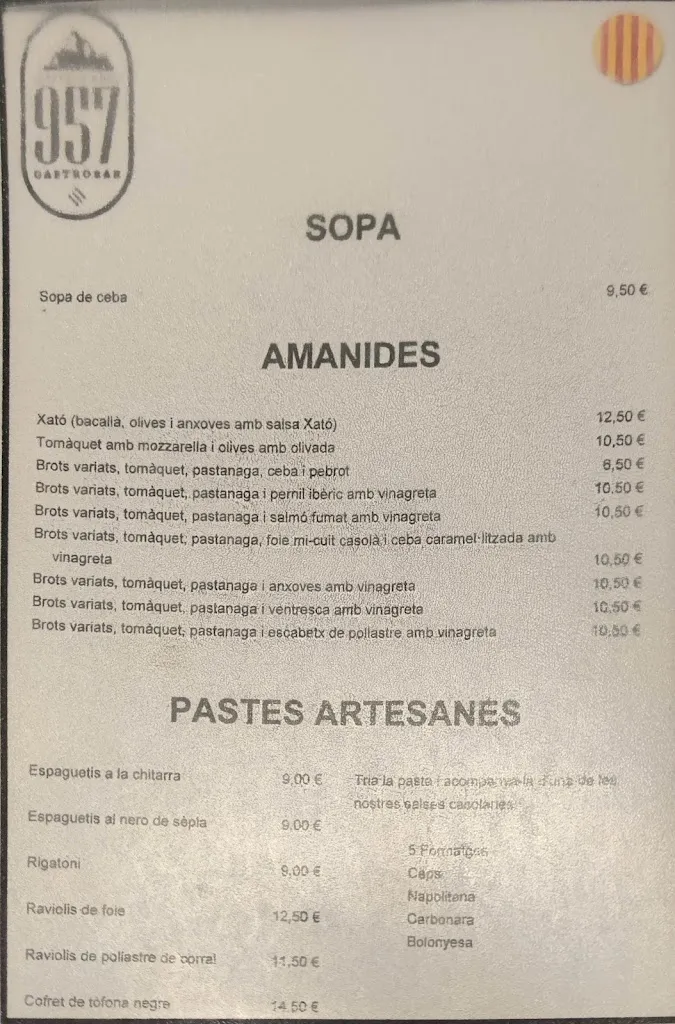 957
GASTROBAR
SOPA
Sopa de ceba 9,50 €
AMANIDES
Xató (bacallà, olives i anxoves amb salsa Xató) 12,50 €
Tomàquet amb mozzarella i olives amb olivada 10,50 €
Brots variats, tomàquet, pastanaga, ceba i pebrot 6,50 €
Brots variats, tomàquet, pastanaga i pernil ibèric amb vinagreta 10,50 €
Brots variats, tomàquet, pastanaga i salmó fumat amb vinagreta 10,50 €
Brots variats, tomàquet, pastanaga, foie mi-cuit casolà i ceba caramel·litzada amb
vinagreta 10,50 €
Brots variats, tomàquet, pastanaga i anxoves amb vinagreta 10,50 €
Brots variats, tomàquet, pastanaga i ventresca amb vinagreta 10,50 €
Brots variats, tomàquet, pastanaga i escabetx de pollastre amb vinagreta 10,50 €
PASTES ARTESANES
Espaguetis a la chitarra 9,00 €
Espaguetis al nero de sèpia 9,00 €
Rigatoni 9,00 €
Raviolis de foie 12,50 €
Raviolis de pollastre de corral 11,50 €
Cofret de tòfona negre 14,50 €
Tria la pasta i acompanya-la d'una de les
nostres salses casolanes
5 Formatges
Ceps
Napolitana
Carbonara
Bolonyesa